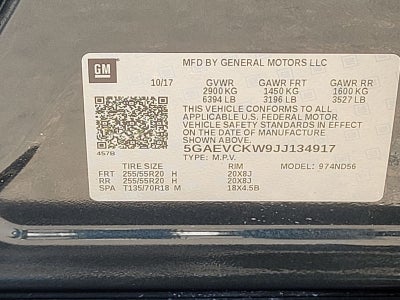 GM
MFD BY GENERAL MOTORS LLC
10/17 GVWR GAWR FRT GAWR RR
2900 KG 1450 KG 1600 KG
6394 LB 3196 LB 3527 LB
THIS VEHICLE CONFORMS TO ALL
APPLICABLE U.S. FEDERAL MOTOR
VEHICLE SAFETY STANDARDS IN EFFECT
ON THE DATE OF MANUFACTURE
SHOWN ABOVE.
457B 5GAEVCKW9JJ134917
TYPE: M.P.V.
TIRE SIZE RIM MODEL: 974ND56
FRT 255/55R20 H 20X8J
RR 255/55R20 H 20X8J
SPA T135/70R18 M 18X4.5B